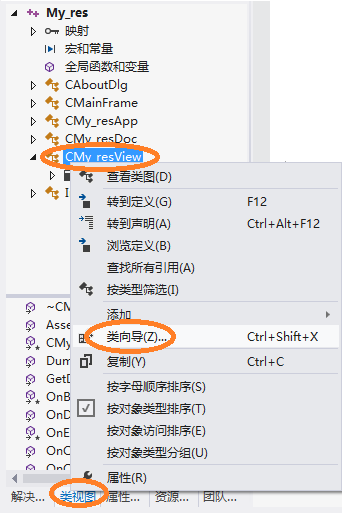 My_res
映射
宏和常量
全局函数和变量
CAboutDlg
CMainFrame
CMy_resApp
CMy_resDoc
CMy_resView
I
查看类图(D)
转到定义(G) F12
转到声明(A) Ctrl+Alt+F12
浏览定义(B)
查找所有引用(A)
按类型筛选(I)
添加
类向导(Z)... Ctrl+Shift+X
复制(Y) Ctrl+C
按字母顺序排序(S)
按对象类型排序(T)
按对象访问排序(E)
按对象类型分组(U)
属性(R)
~CM
Asse
CMy
Dum
GetD
OnB
OnD
OnE
OnC
解决... 类视图 属性... 资源... 团队...